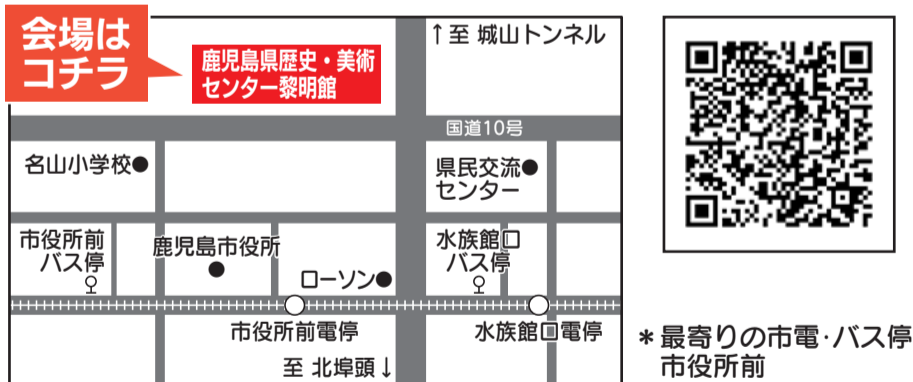 会場は
コチラ
鹿児島県歴史・美術
センター黎明館
↑至 城山トンネル
国道10号
名山小学校
県民交流
センター
市役所前
バス停
鹿児島市役所
ローソン
水族館口
バス停
市役所前電停
水族館口電停
至 北埠頭↓
*最寄りの市電・バス停
市役所前